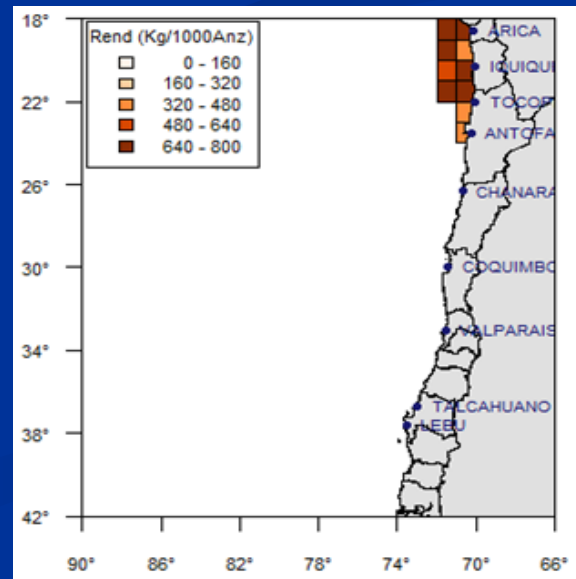 18°
22°
26°
30°
34°
38°
42°
Rend (Kg/1000Anz)
0 - 160
160 - 320
320 - 480
480 - 640
640 - 800
ARICA
IQUIQUI
TOCOP
ANTOFA
CHANARA
COQUIMBO
VALPARAIS
TALCAHUANO
LEBU
90° 86° 82° 78° 74° 70° 66°